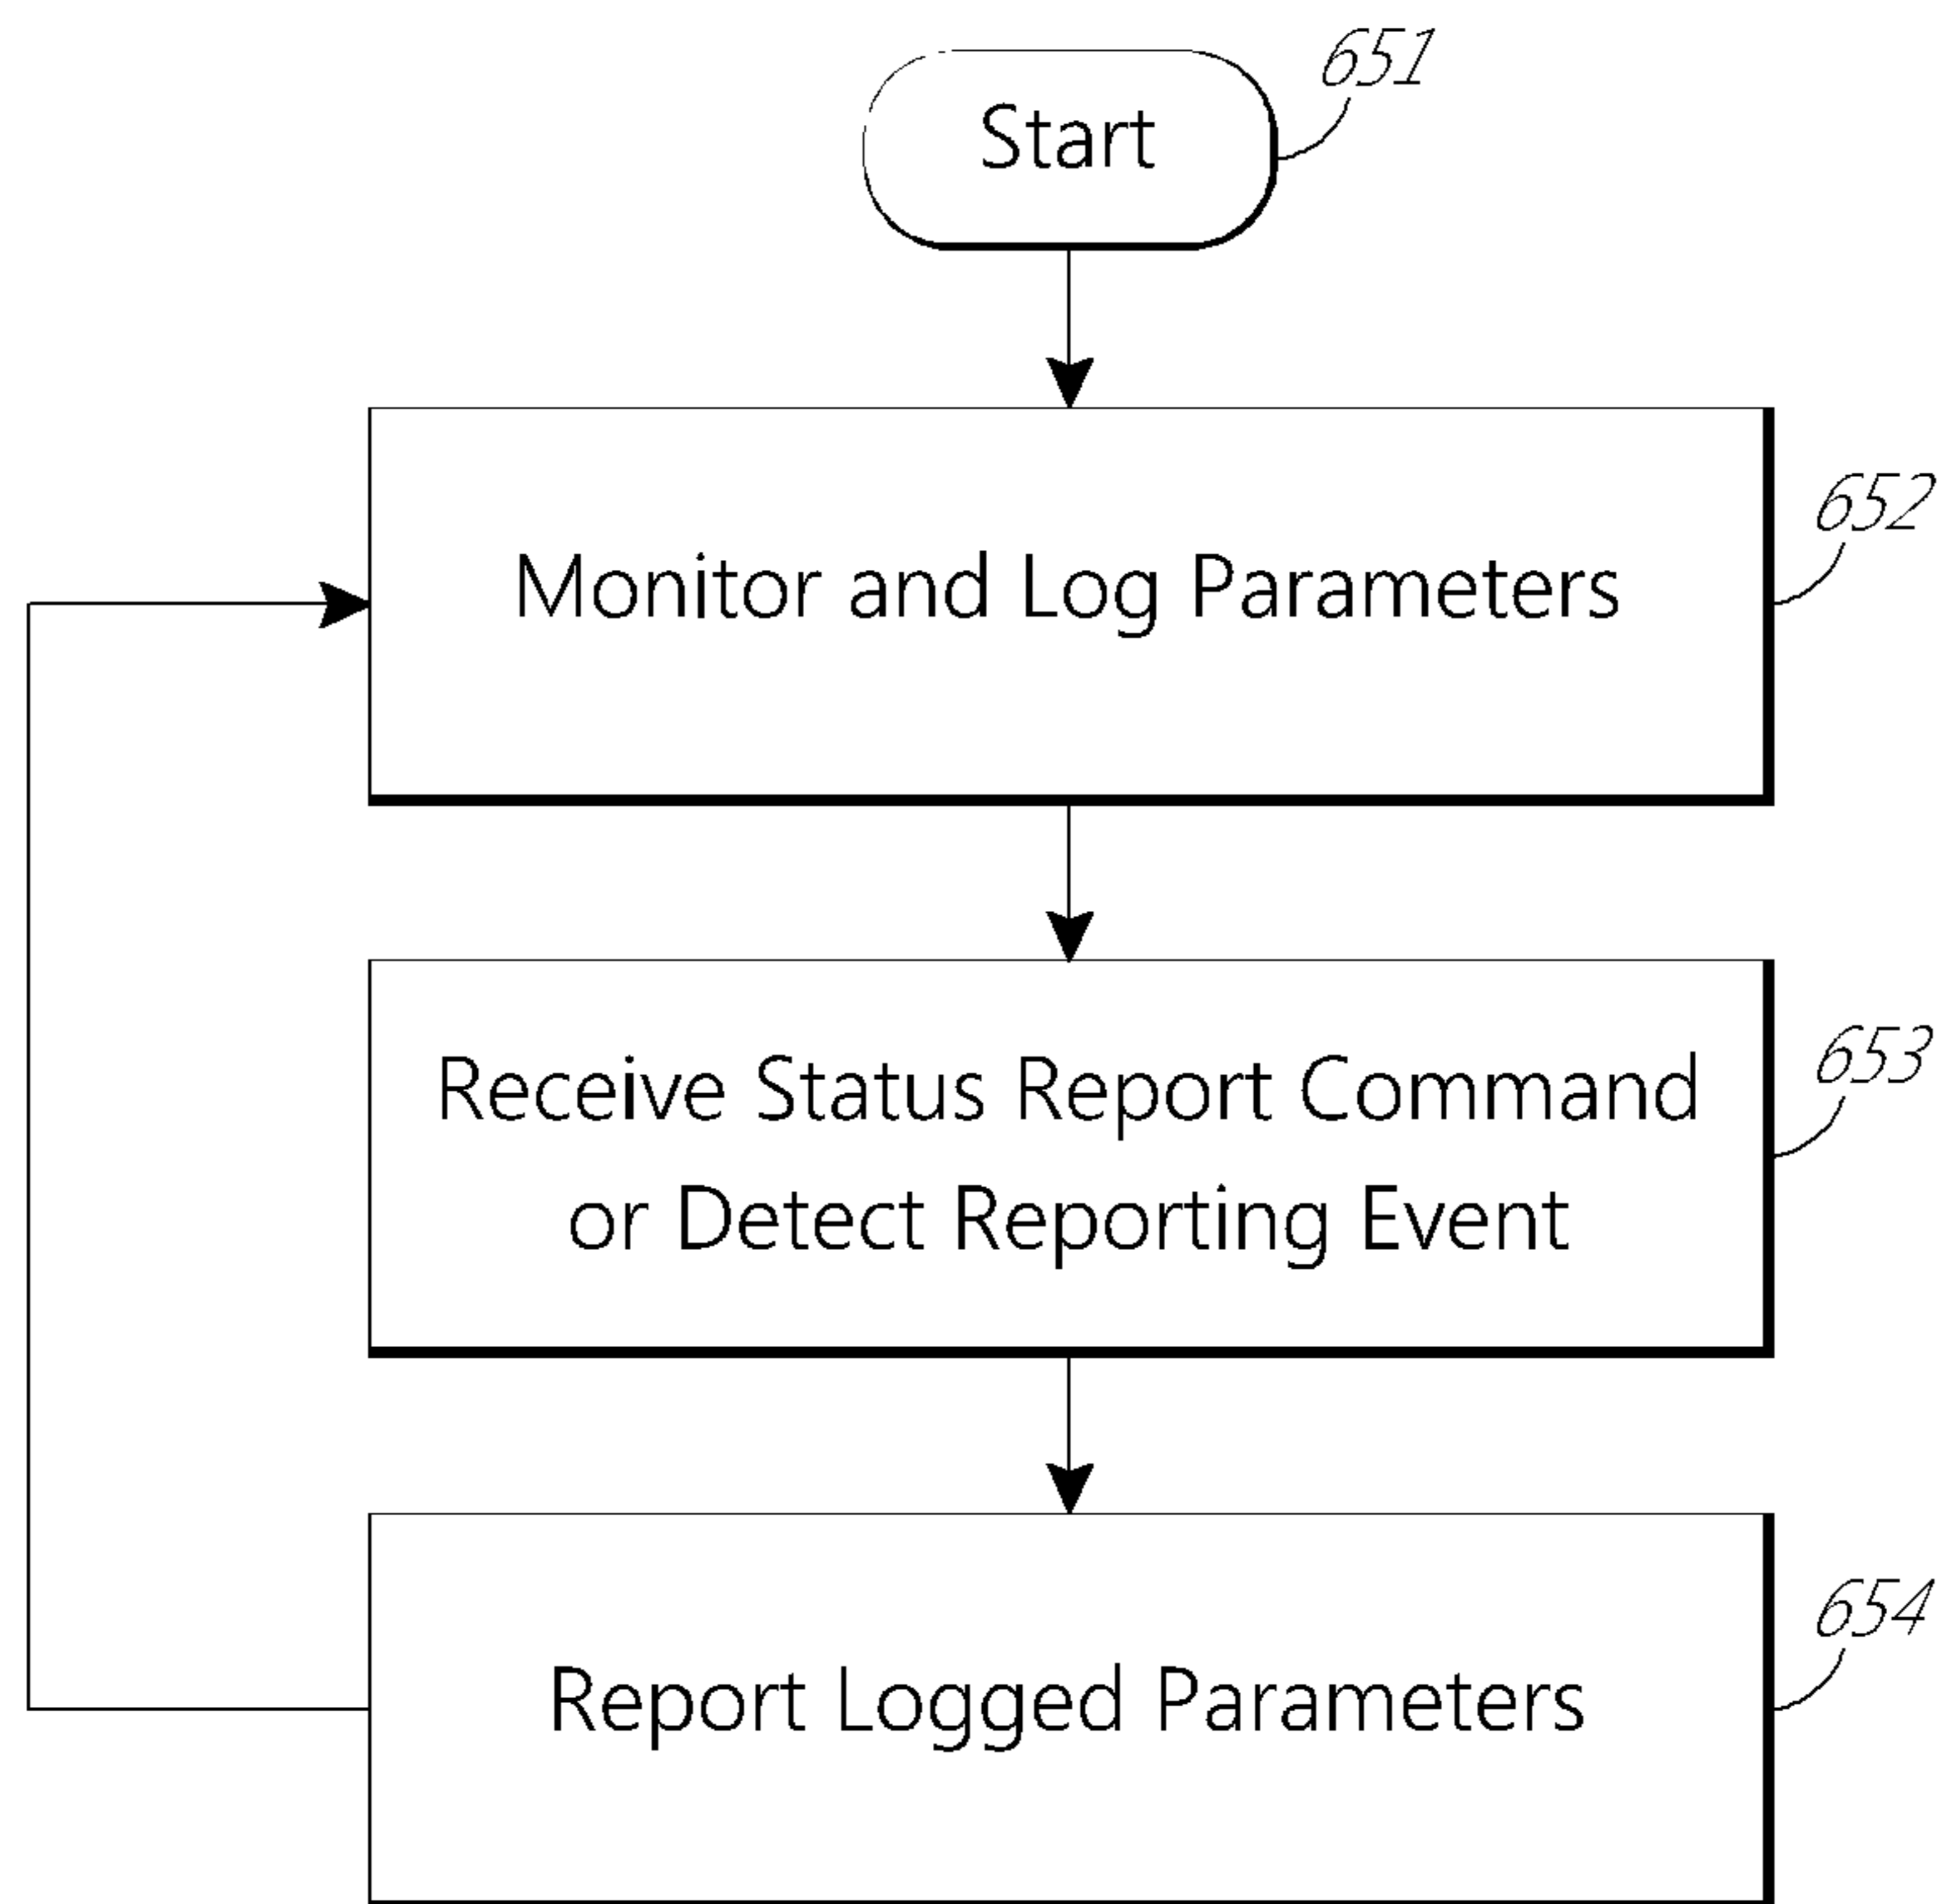 651
Start
652
Monitor and Log Parameters
653
Receive Status Report Command
or Detect Reporting Event
654
Report Logged Parameters